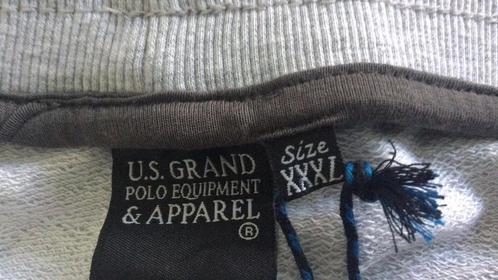 U.S. GRAND
POLO EQUIPMENT
& APPAREL
®
Size
XXXL